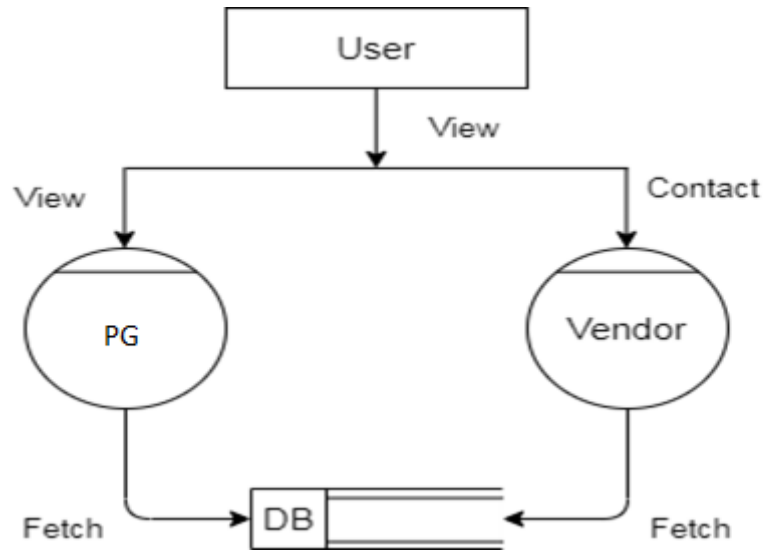 User
View
View
Contact
PG
Vendor
DB
Fetch
Fetch